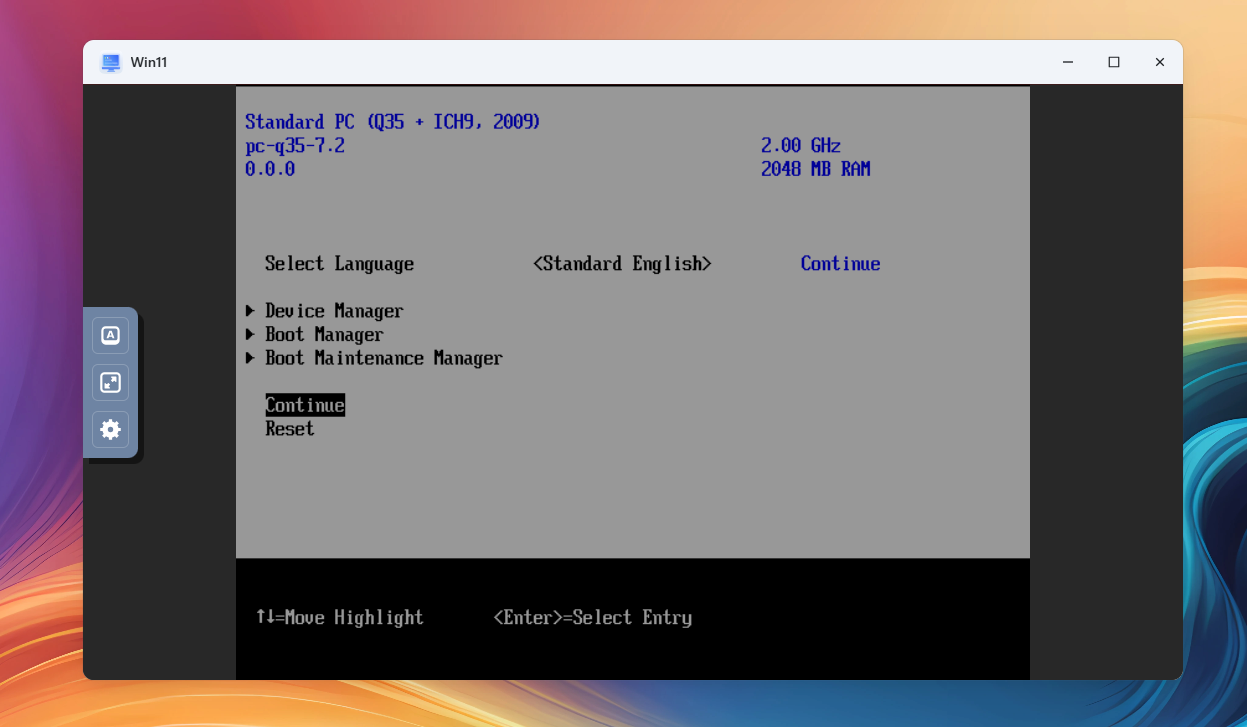 Win11
Standard PC (Q35 + ICH9, 2009)
pc-q35-7.2 2.00 GHz
0.0.0 2048 MB RAM
Select Language <Standard English> Continue
Device Manager
Boot Manager
Boot Maintenance Manager
A
Continue
Reset
↑↓=Move Highlight <Enter>=Select Entry